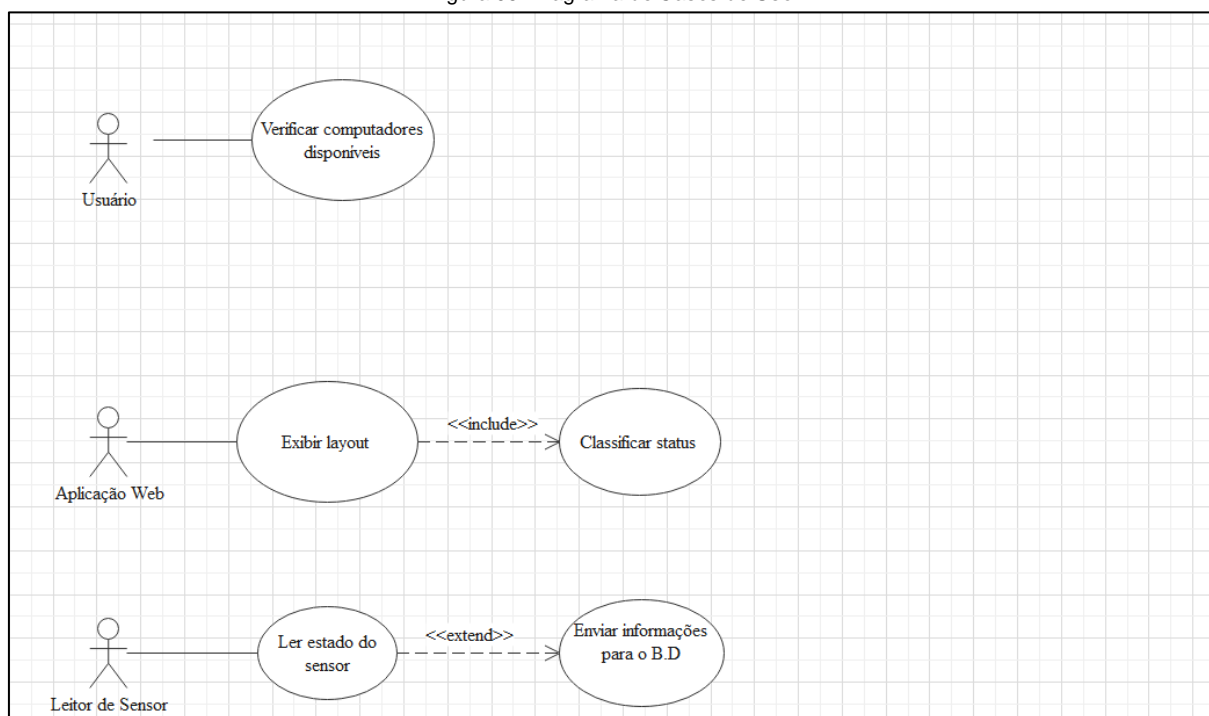 Verificar computadores
disponíveis
Usuário
Exibir layout
<<include>>
Classificar status
Aplicação Web
Ler estado do
sensor
<<extend>>
Enviar informações
para o B.D
Leitor de Sensor